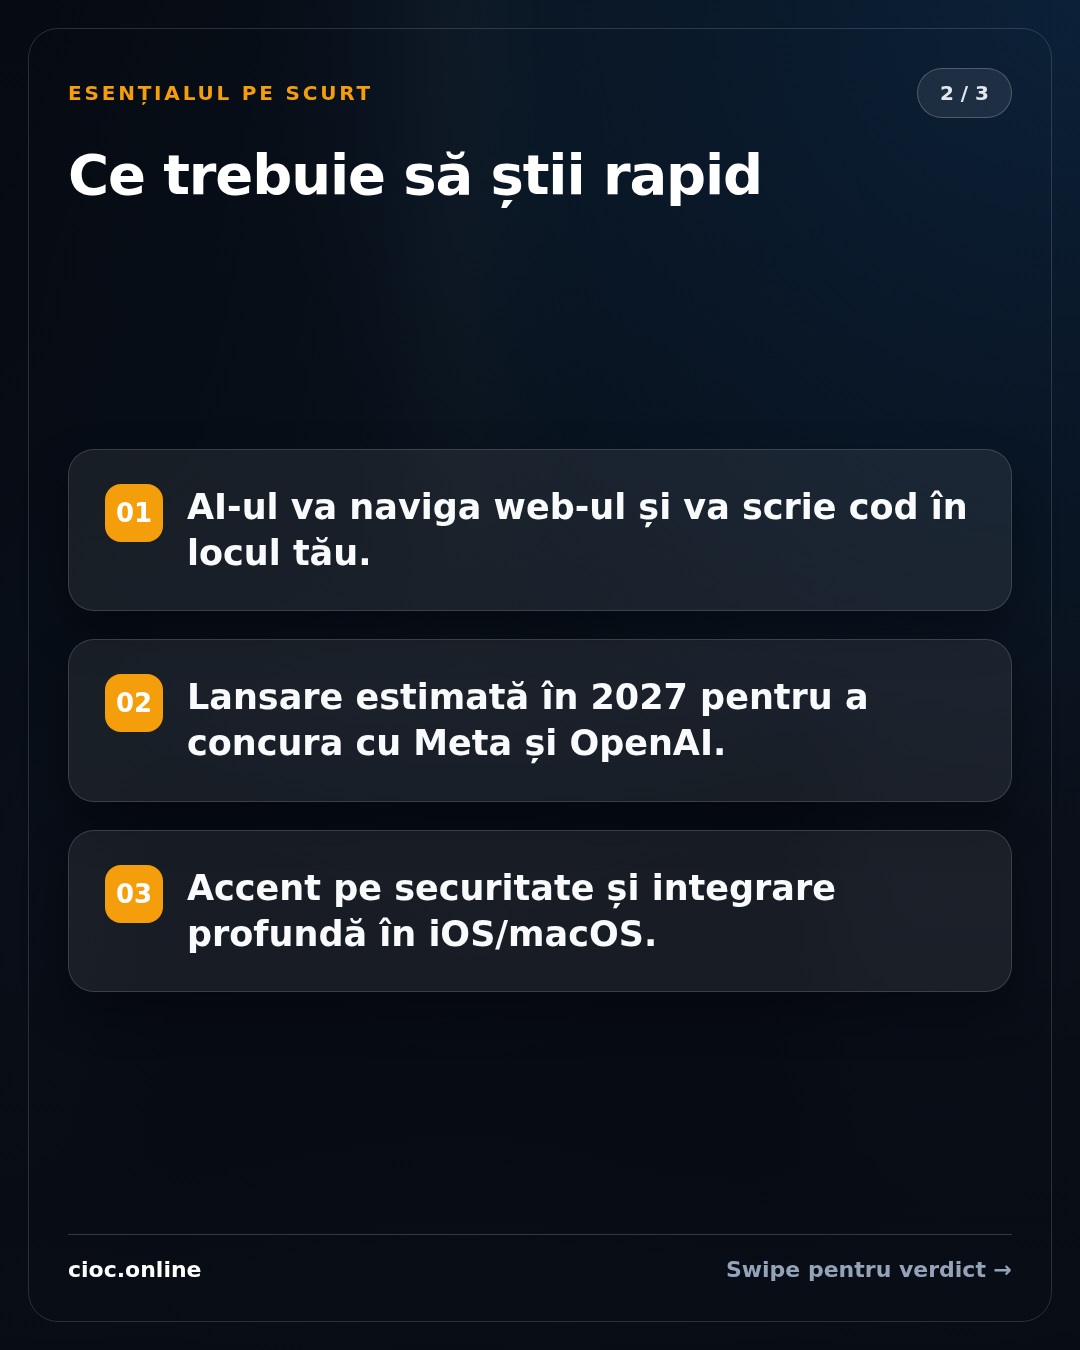 ESENȚIALUL PE SCURT
2 / 3
Ce trebuie să știi rapid
01
AI-ul va naviga web-ul și va scrie cod în
locul tău.
02
Lansare estimată în 2027 pentru a
concura cu Meta și OpenAI.
03
Accent pe securitate și integrare
profundă în iOS/macOS.
cioc.online
Swipe pentru verdict →